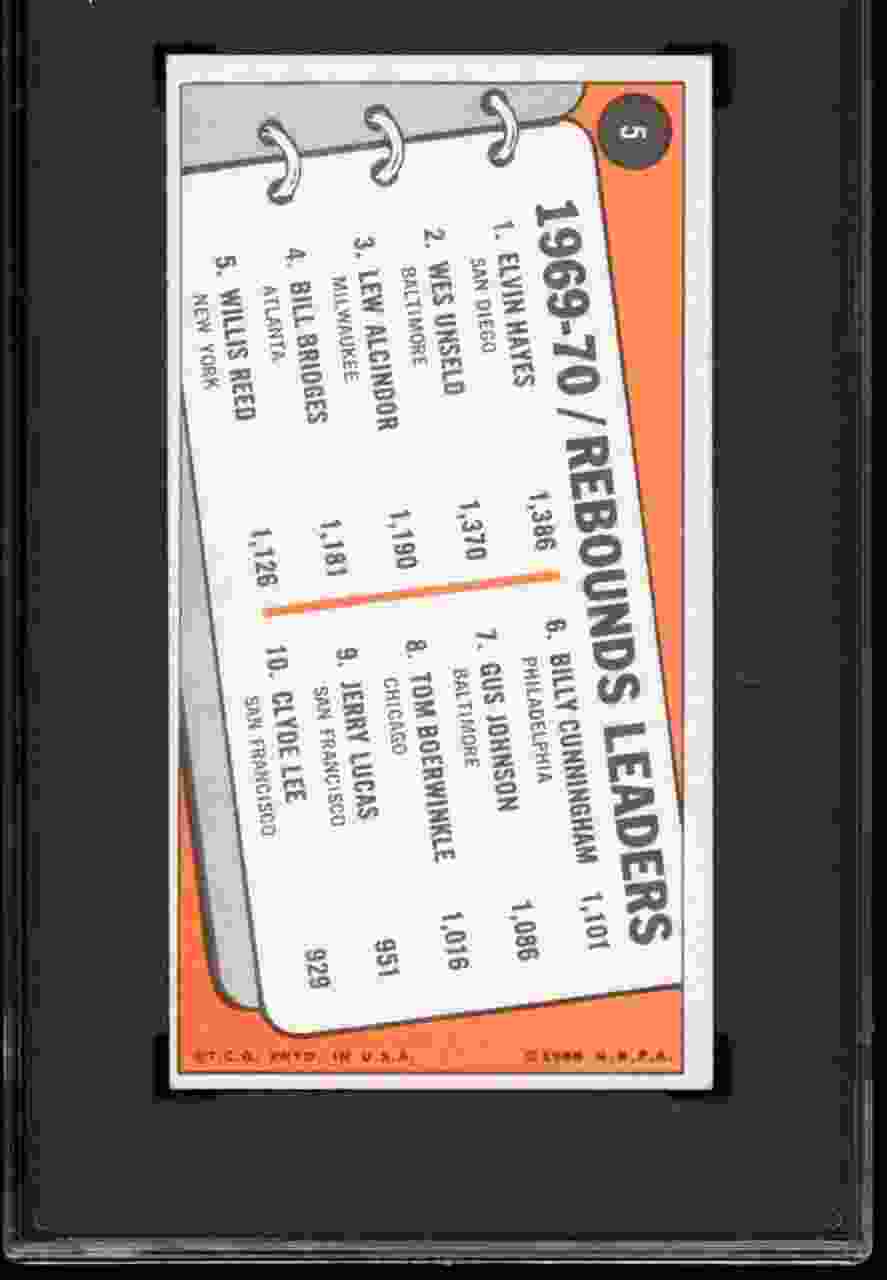 5
1969-70/REBOUNDS LEADERS
1. ELVIN HAYES 1,386
SAN DIEGO
2. WES UNSELD 1,370
BALTIMORE
3. LEW ALCINDOR 1,190
MILWAUKEE
4. BILL BRIDGES 1,181
ATLANTA
5. WILLIS REED 1,126
NEW YORK
6. BILLY CUNNINGHAM 1,101
PHILADELPHIA
7. GUS JOHNSON 1,086
BALTIMORE
8. TOM BOERWINKLE 1,016
CHICAGO
9. JERRY LUCAS 951
SAN FRANCISCO
10. CLYDE LEE 929
SAN FRANCISCO
©T.C.G. PRTD. IN U.S.A.
© N.B.P.A.